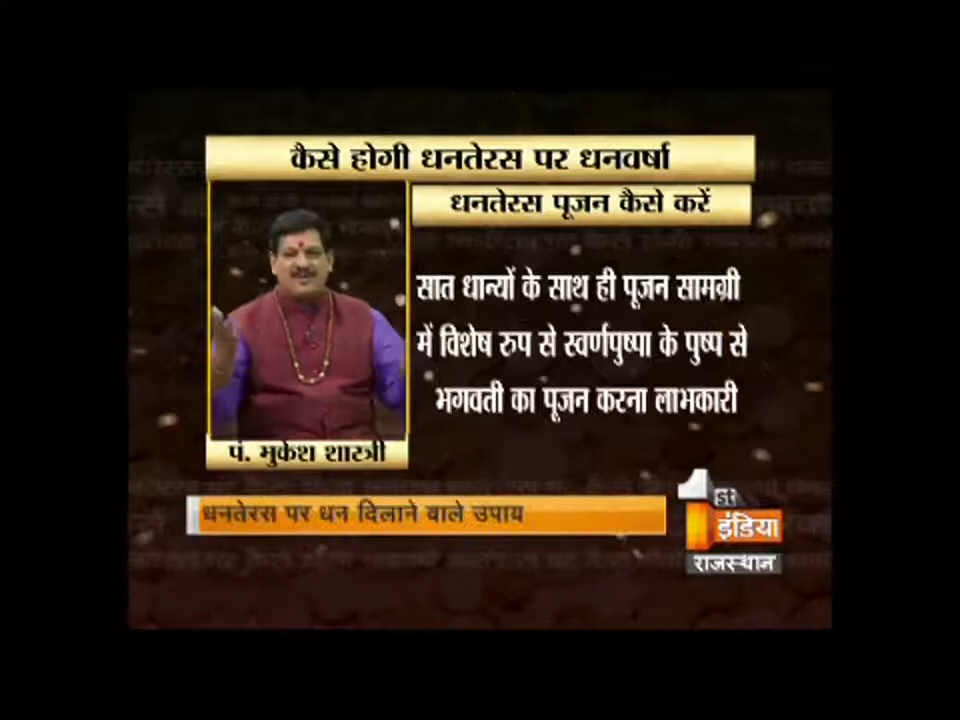 कैसे होगी धनतेरस पर धनवर्षा
धनतेरस पूजन कैसे करें
सात धान्यों के साथ ही पूजन सामग्री
में विशेष रुप से स्वर्णपुष्पा के पुष्प से
भगवती का पूजन करना लाभकारी
पं. मुकेश शास्त्री
धनतेरस पर धन दिलाने वाले उपाय
1st
इंडिया
राजस्थान